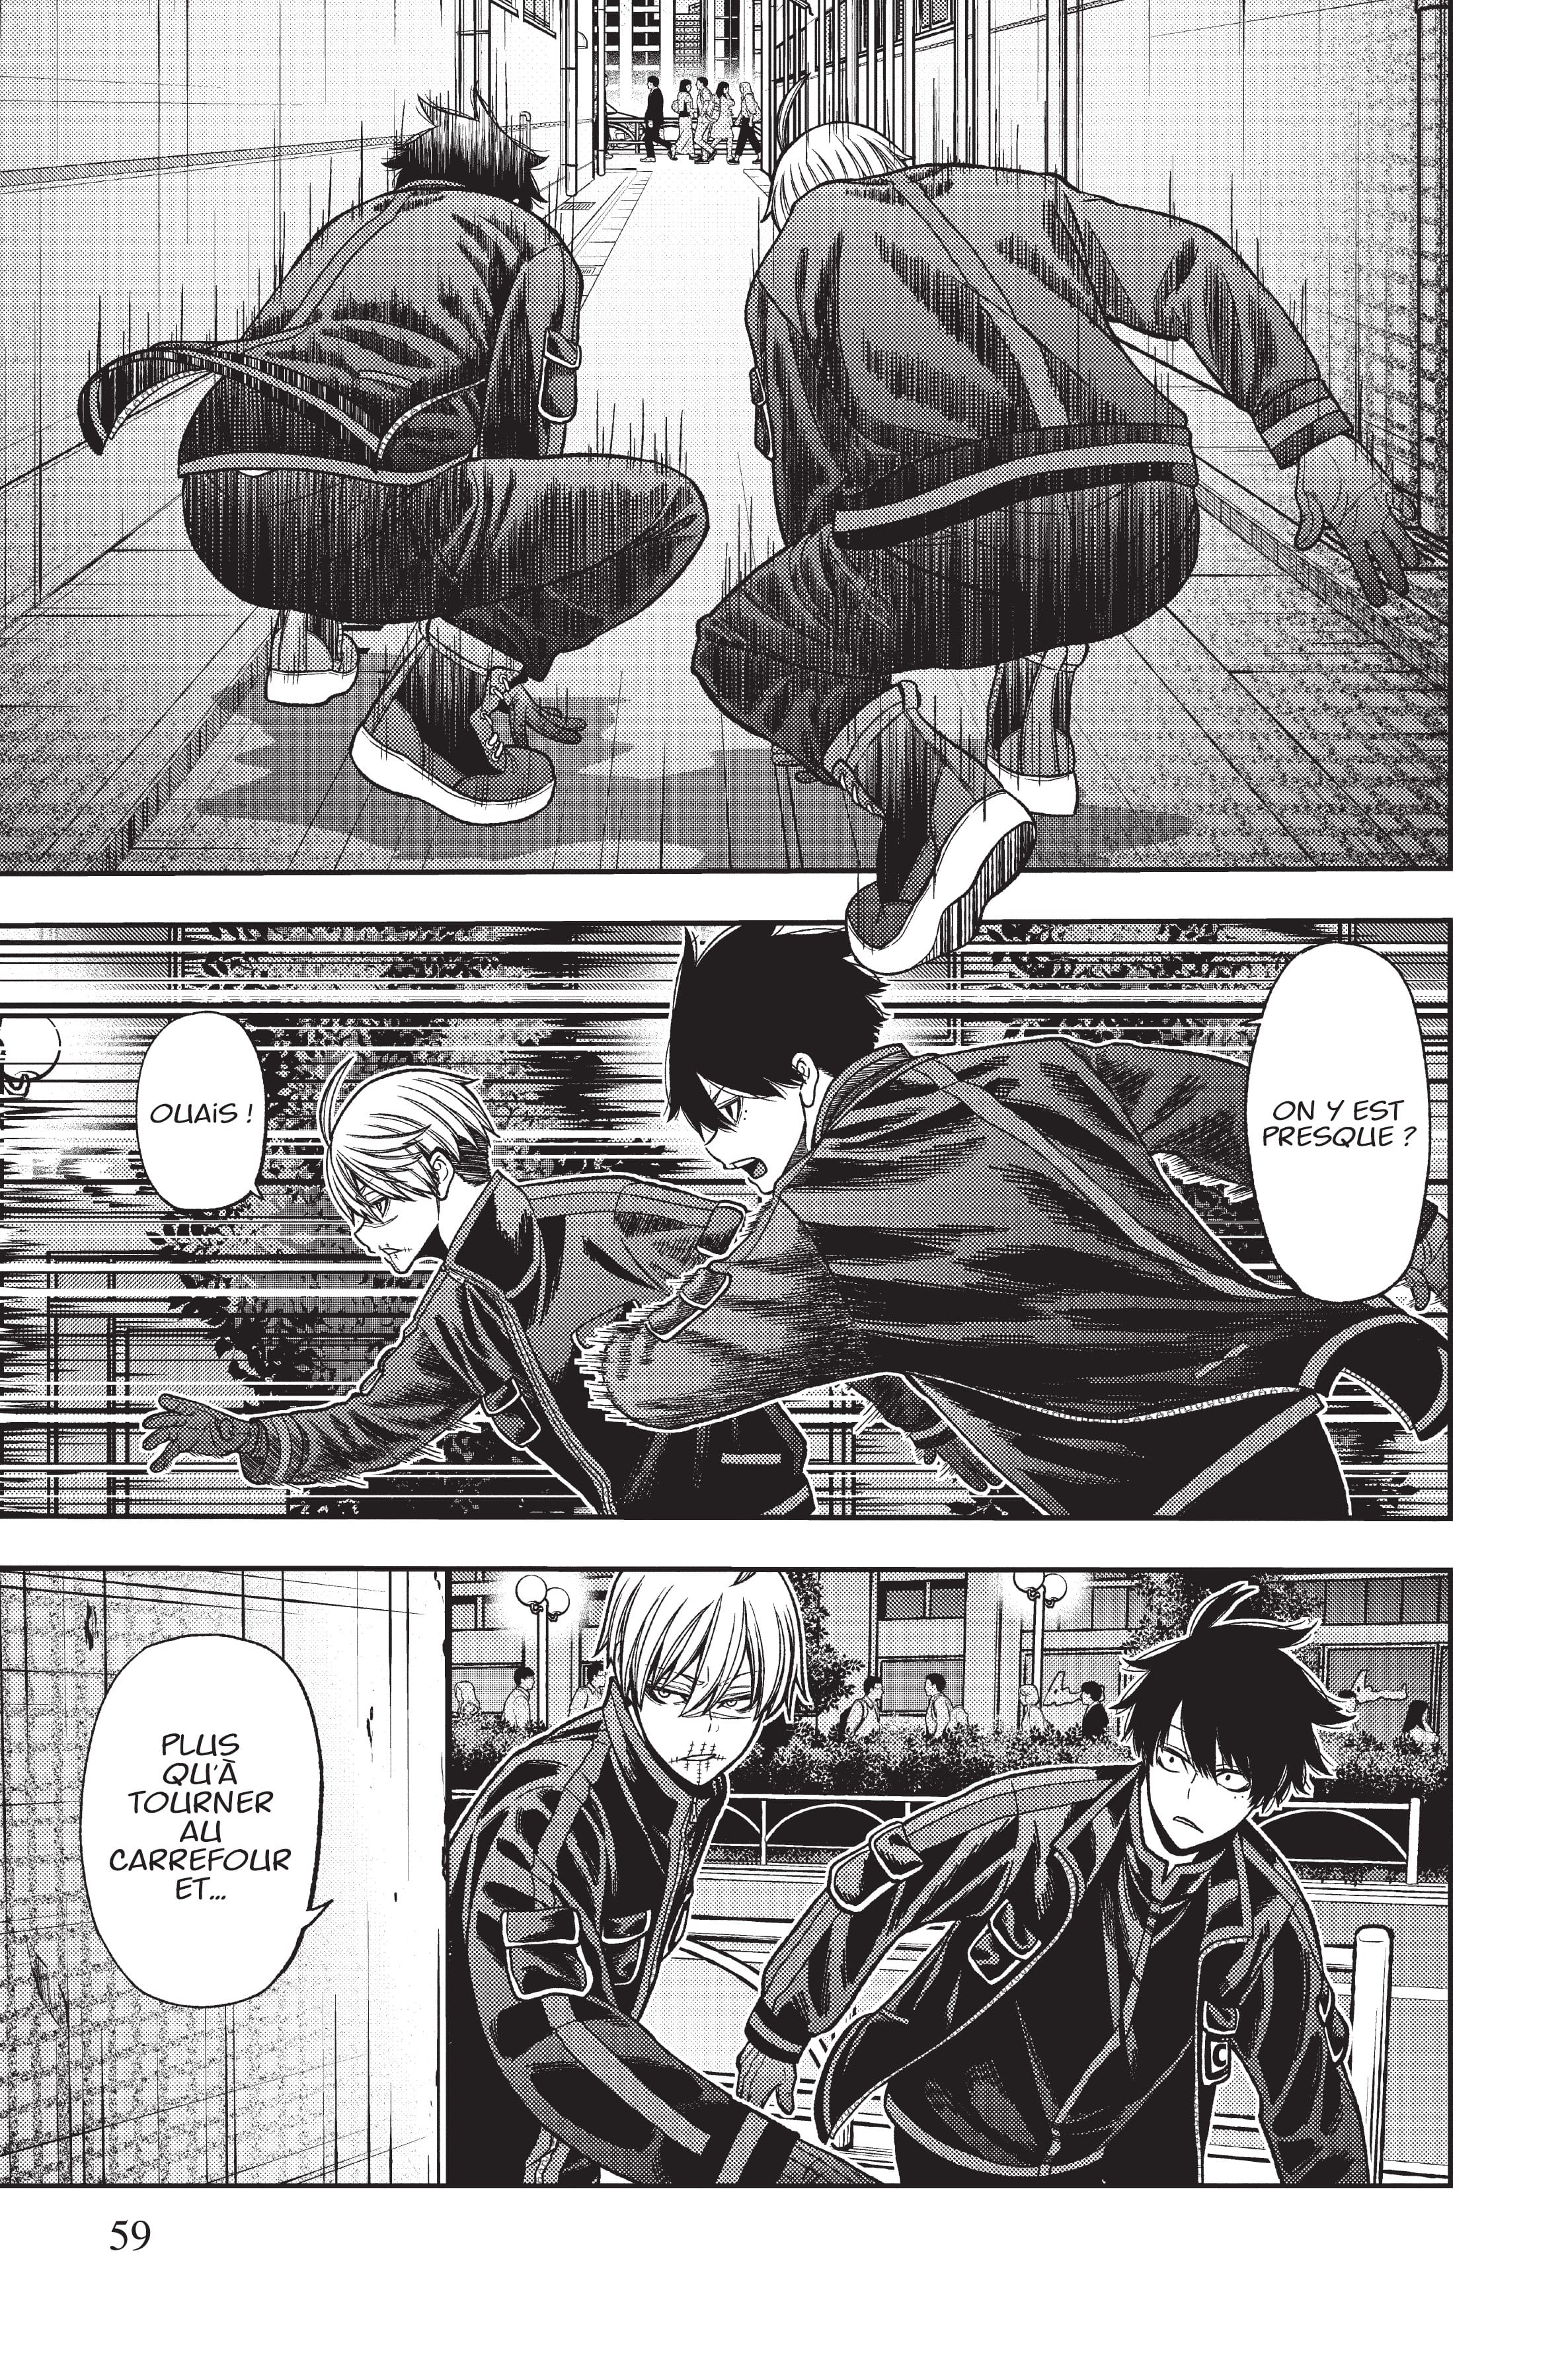 ON Y EST
PRESQUE ?
OUAiS !
PLUS
QU'À
TOURNER
AU
CARREFOUR
ET...
59